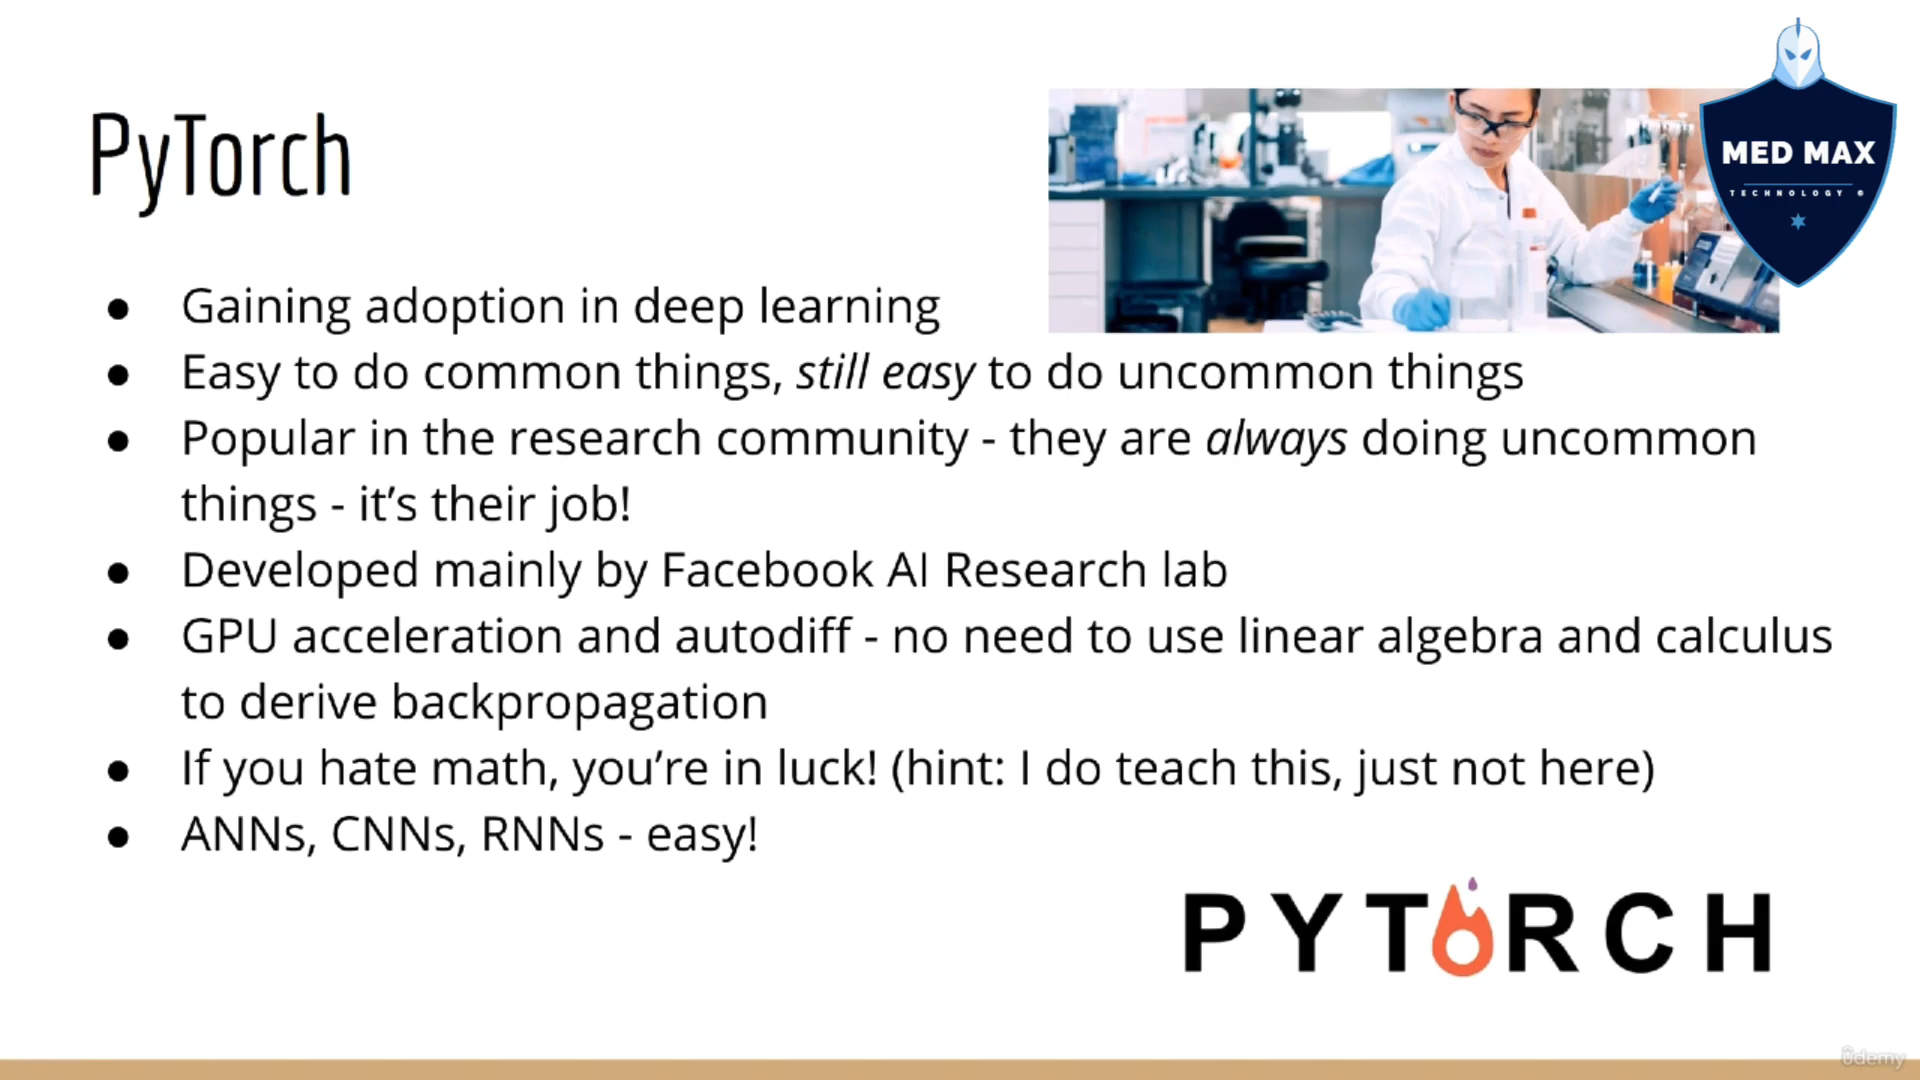 PyTorch
MED MAX
TECHNOLOGY ®
● Gaining adoption in deep learning
● Easy to do common things, still easy to do uncommon things
● Popular in the research community - they are always doing uncommon
things - it’s their job!
● Developed mainly by Facebook AI Research lab
● GPU acceleration and autodiff - no need to use linear algebra and calculus
to derive backpropagation
● If you hate math, you’re in luck! (hint: I do teach this, just not here)
● ANNs, CNNs, RNNs - easy!
PYTORCH
ûdemy